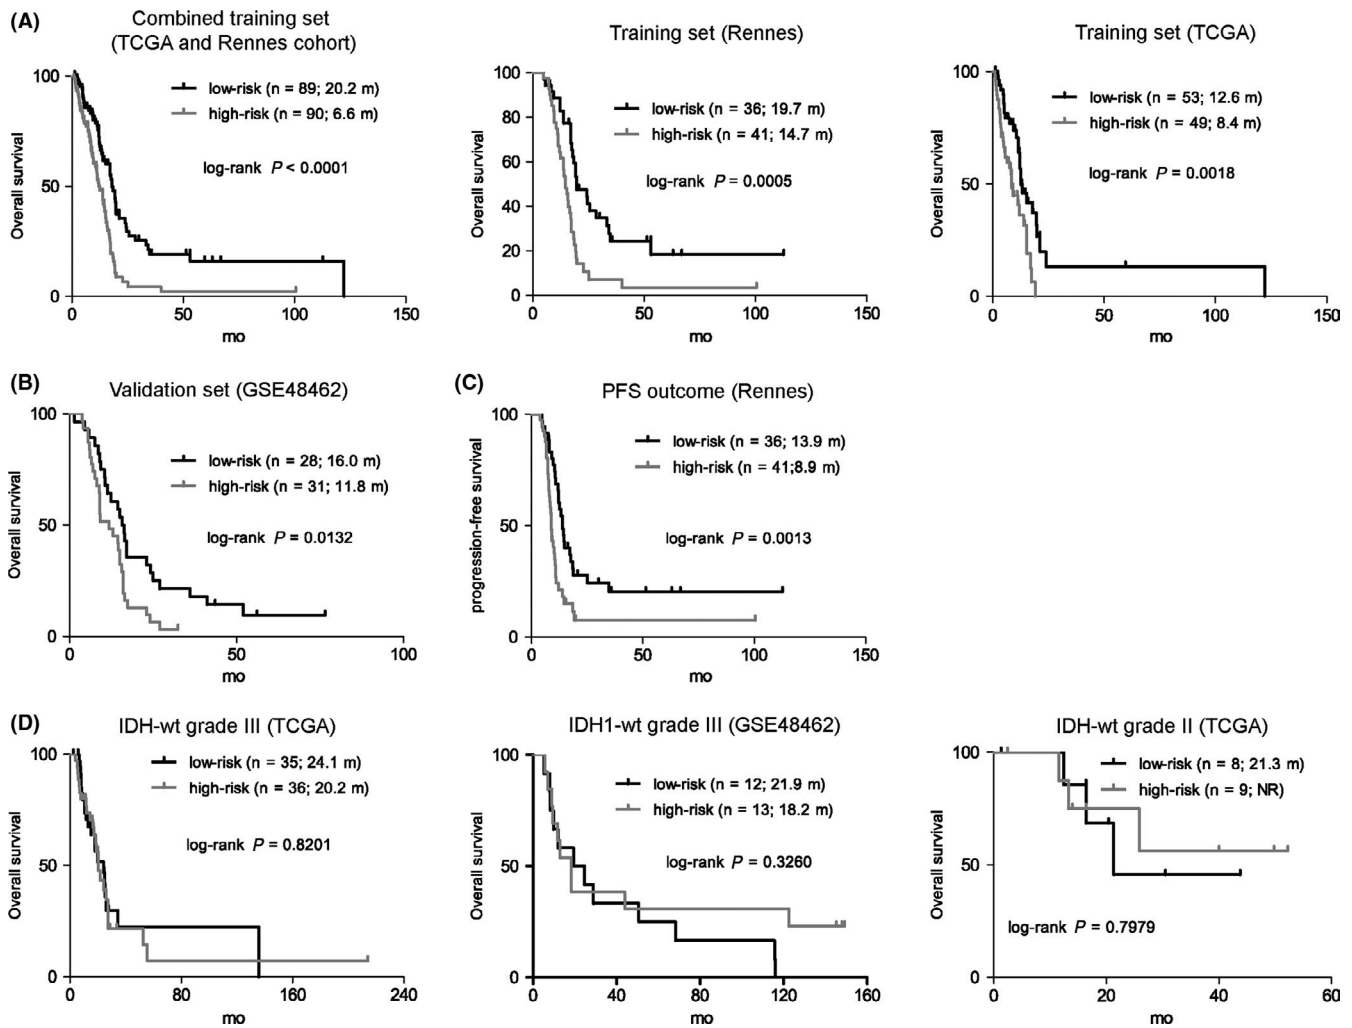 (A)
Combined training set
(TCGA and Rennes cohort)
Overall survival
100
50
0
low-risk (n = 89; 20.2 m)
high-risk (n = 90; 6.6 m)
log-rank P < 0.0001
0 50 100 150
mo
Training set (Rennes)
Overall survival
100
80
60
40
20
0
low-risk (n = 36; 19.7 m)
high-risk (n = 41; 14.7 m)
log-rank P = 0.0005
0 50 100 150
mo
Training set (TCGA)
Overall survival
100
50
0
low-risk (n = 53; 12.6 m)
high-risk (n = 49; 8.4 m)
log-rank P = 0.0018
0 50 100 150
mo
(B)
Validation set (GSE48462)
Overall survival
100
50
0
low-risk (n = 28; 16.0 m)
high-risk (n = 31; 11.8 m)
log-rank P = 0.0132
0 50 100
mo
(C)
PFS outcome (Rennes)
progression-free survival
100
50
0
low-risk (n = 36; 13.9 m)
high-risk (n = 41;8.9 m)
log-rank P = 0.0013
0 50 100 150
mo
(D)
IDH-wt grade III (TCGA)
Overall survival
100
50
0
low-risk (n = 35; 24.1 m)
high-risk (n = 36; 20.2 m)
log-rank P = 0.8201
0 80 160 240
mo
IDH1-wt grade III (GSE48462)
Overall survival
100
50
0
low-risk (n = 12; 21.9 m)
high-risk (n = 13; 18.2 m)
log-rank P = 0.3260
0 40 80 120 160
mo
IDH-wt grade II (TCGA)
Overall survival
100
50
0
low-risk (n = 8; 21.3 m)
high-risk (n = 9; NR)
log-rank P = 0.7979
0 20 40 60
mo